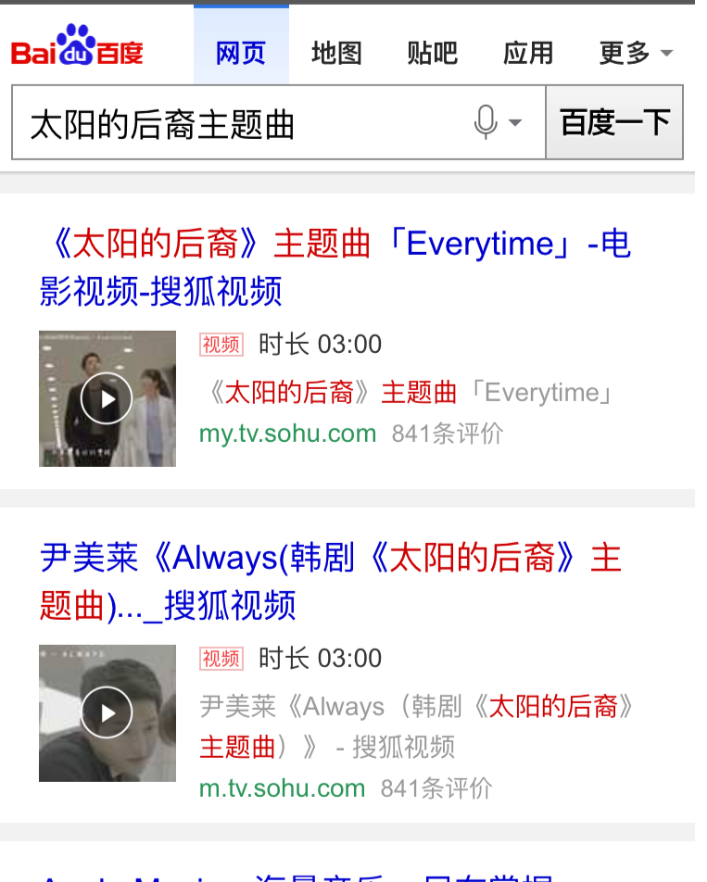 Bai du 百度
网页 地图 贴吧 应用 更多
太阳的后裔主题曲 百度一下
《太阳的后裔》主题曲「Everytime」-电
影视频-搜狐视频
视频 时长 03:00
《太阳的后裔》主题曲「Everytime」
my.tv.sohu.com 841条评价
尹美莱《Always(韩剧《太阳的后裔》主
题曲)..._搜狐视频
视频 时长 03:00
尹美莱《Always（韩剧《太阳的后裔》
主题曲）》 - 搜狐视频
m.tv.sohu.com 841条评价